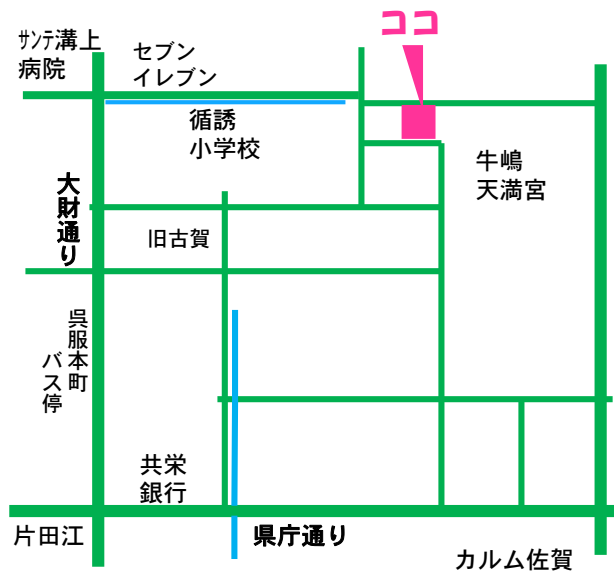 ココ
サンテ溝上
病院
セブン
イレブン
循誘
小学校
牛嶋
天満宮
大財通り
旧古賀
呉服本町
バス停
共栄
銀行
片田江
県庁通り
カルム佐賀